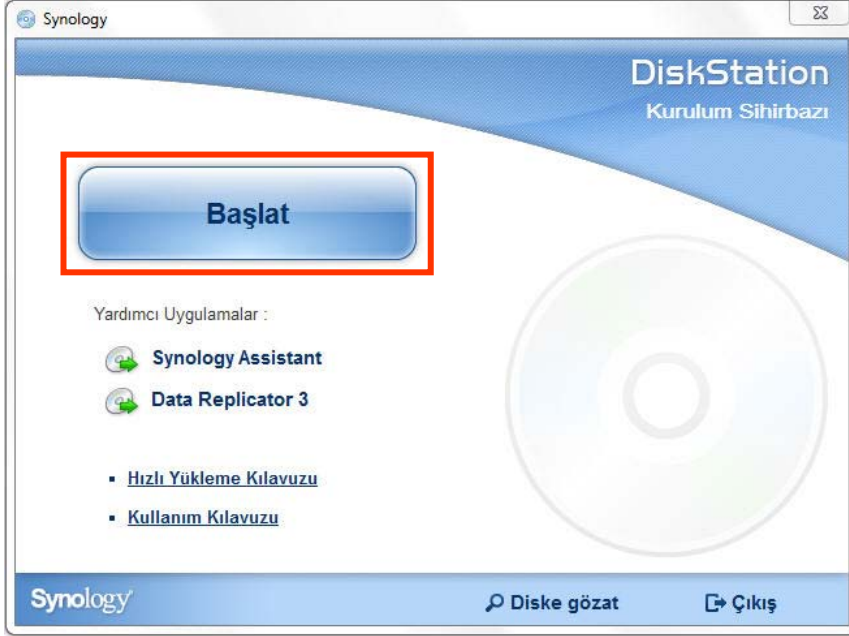 Synology
DiskStation
Kurulum Sihirbazı
Başlat
Yardımcı Uygulamalar :
Synology Assistant
Data Replicator 3
Hızlı Yükleme Kılavuzu
Kullanım Kılavuzu
Synology
Diske gözat
Çıkış